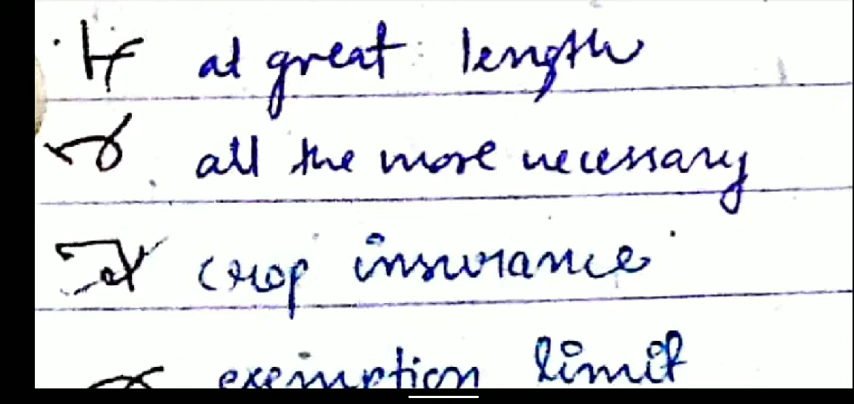 at great length
all the more necessary
crop insurance
exemption limit